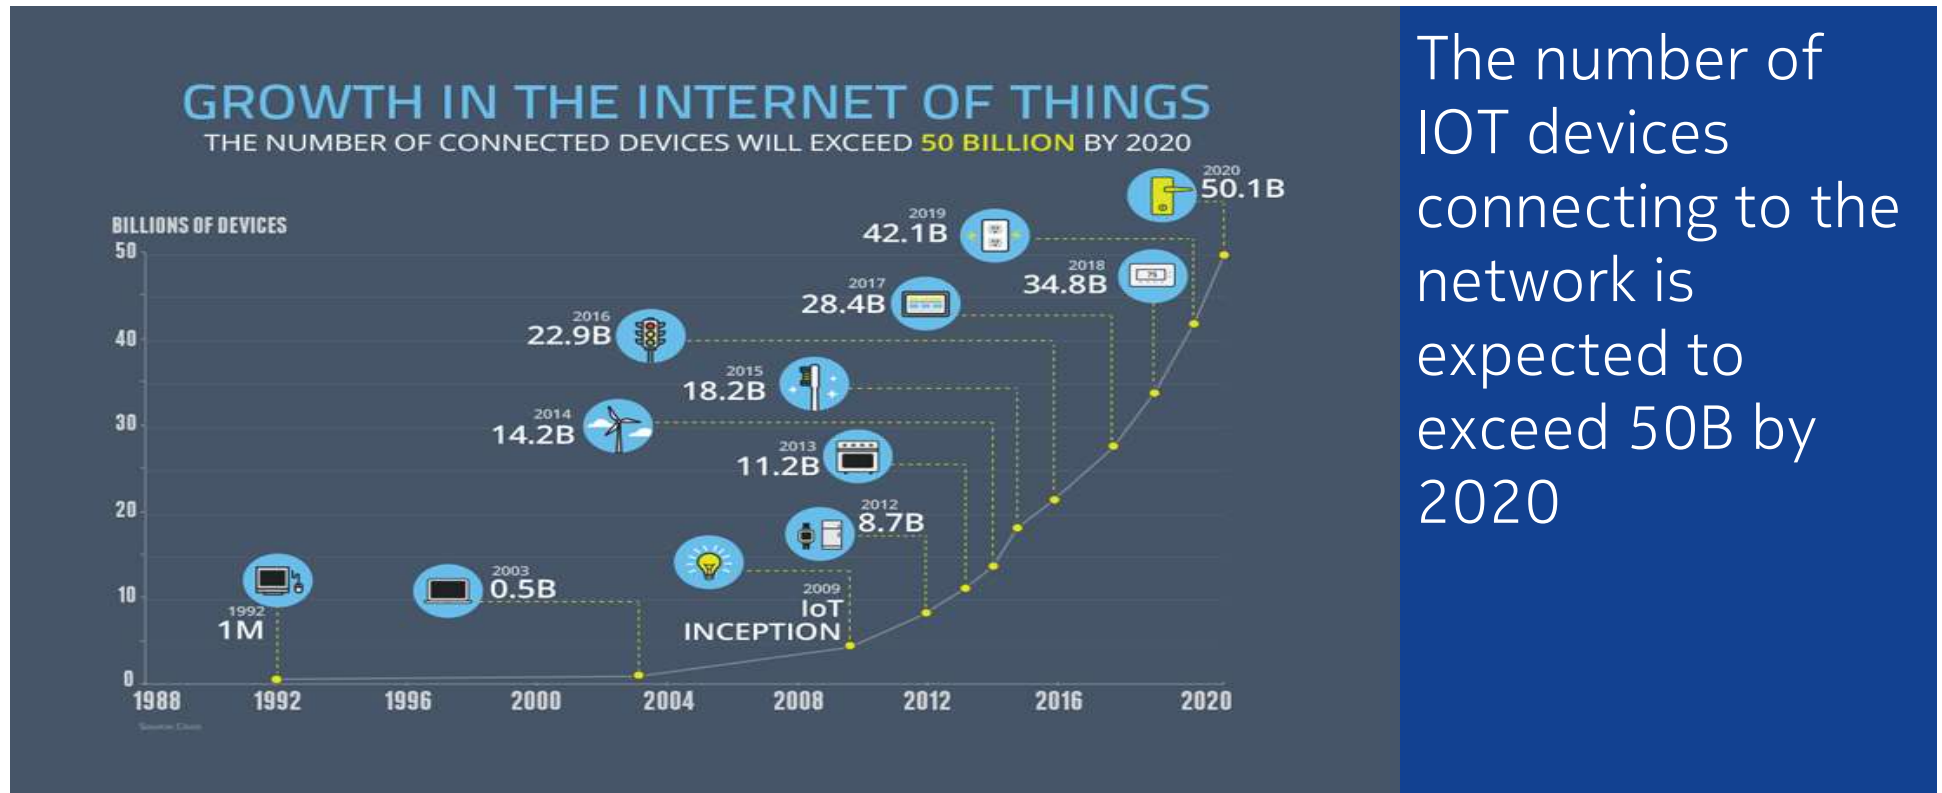 GROWTH IN THE INTERNET OF THINGS
THE NUMBER OF CONNECTED DEVICES WILL EXCEED 50 BILLION BY 2020
BILLIONS OF DEVICES
50
40
30
20
10
0
1988
1992
1996
2000
2004
2008
2012
2016
2020
1992
1M
2003
0.5B
2009
IoT
INCEPTION
2012
8.7B
2013
11.2B
2014
14.2B
2015
18.2B
2016
22.9B
2017
28.4B
2018
34.8B
75
2019
42.1B
2020
50.1B
Source: Cisco
The number of
IOT devices
connecting to the
network is
expected to
exceed 50B by
2020